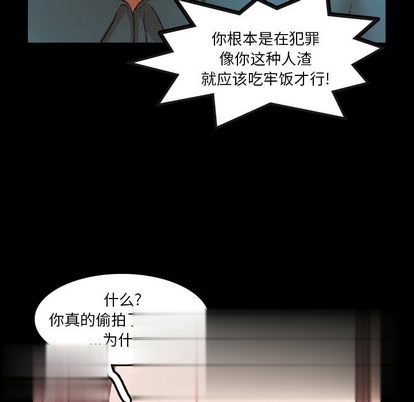 你根本是在犯罪
像你这种人渣
就应该吃牢饭才行!
什么?
你真的偷拍了
...为什